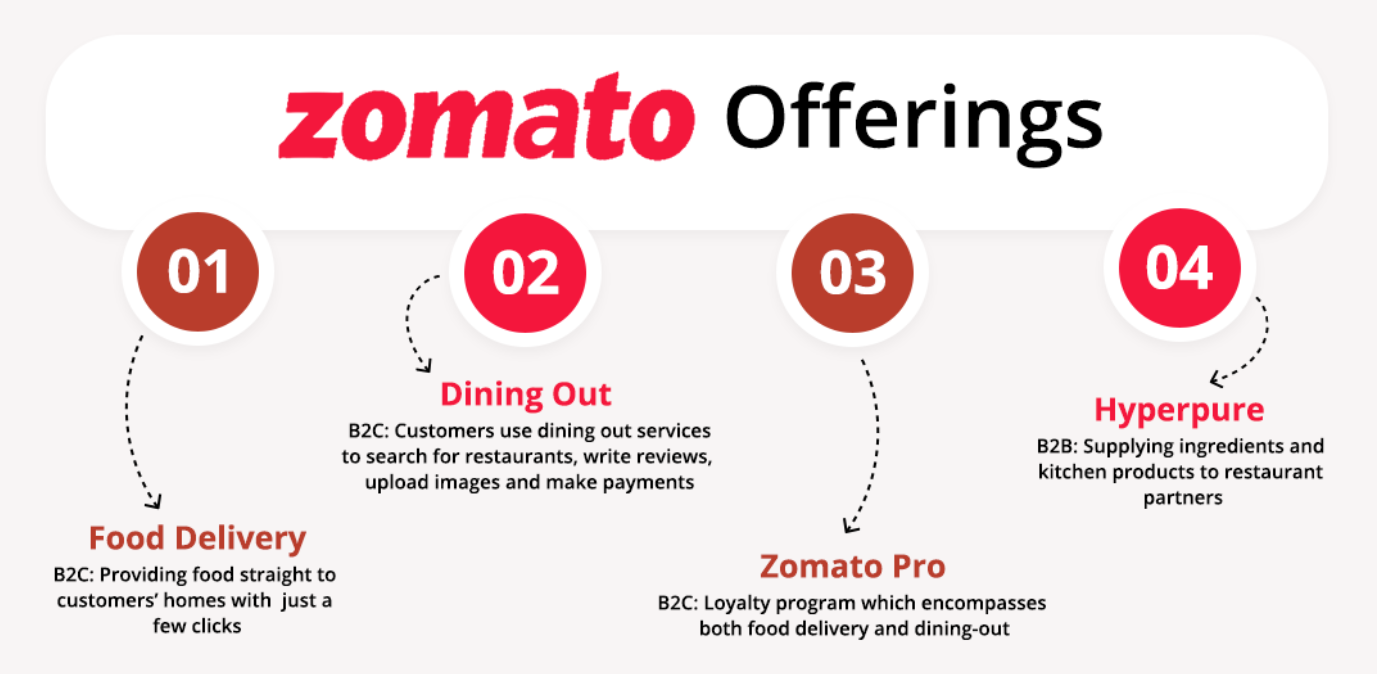 zomato Offerings
01
02
03
04
Food Delivery
B2C: Providing food straight to
customers’ homes with  just a
few clicks
Dining Out
B2C: Customers use dining out services
to search for restaurants, write reviews,
upload images and make payments
Zomato Pro
B2C: Loyalty program which encompasses
both food delivery and dining-out
Hyperpure
B2B: Supplying ingredients and
kitchen products to restaurant
partners